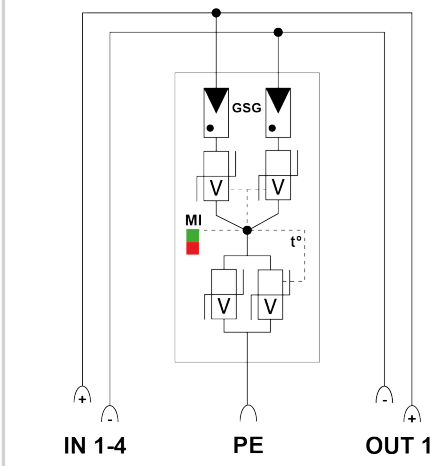 GSG
V V
MI
t°
V V
+ - - +
IN 1-4 PE OUT 1